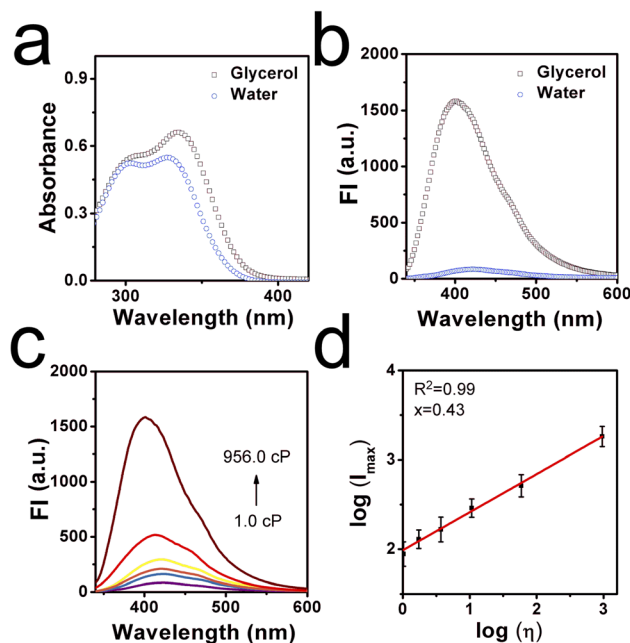 a
Absorbance
0.9
0.6
0.3
0.0
Glycerol
Water
300
400
Wavelength (nm)
b
FI (a.u.)
2000
1500
1000
500
0
Glycerol
Water
400
500
600
Wavelength (nm)
c
FI (a.u.)
2000
1500
1000
500
0
956.0 cP
1.0 cP
400
500
600
Wavelength (nm)
d
log (Imax)
4
3
2
R2=0.99
x=0.43
0
1
2
3
log (η)